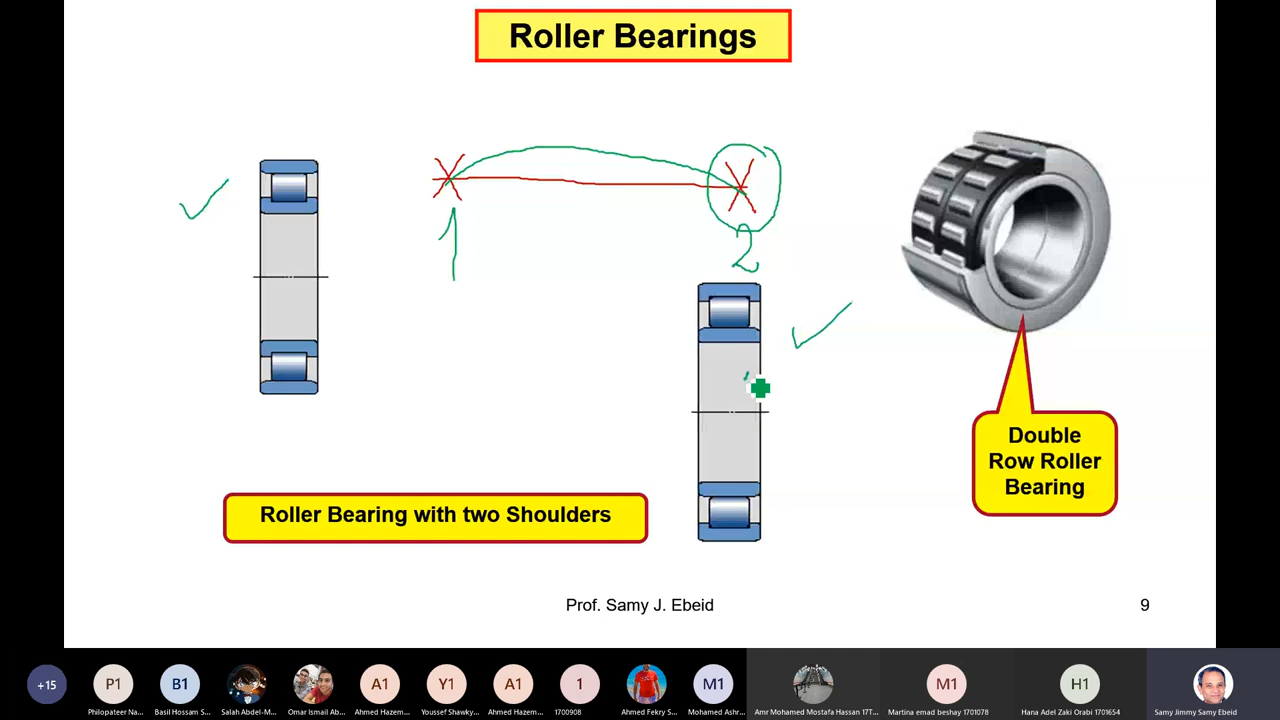 Roller Bearings
1
2
Double
Row Roller
Bearing
Roller Bearing with two Shoulders
Prof. Samy J. Ebeid
9
+15
P1
B1
A1
Y1
A1
1
M1
M1
H1
Philopateer Na...
Basil Hossam S...
Salah Abdel-M...
Omar Ismail Ab...
Ahmed Hazem...
Youssef Shawky...
Ahmed Hazem...
1700908
Ahmed Fekry S...
Mohamed Ashr...
Amr Mohamed Mostafa Hassan 17T...
Martina emad beshay 1701078
Hana Adel Zaki Orabi 1701654
Samy Jimmy Samy Ebeid